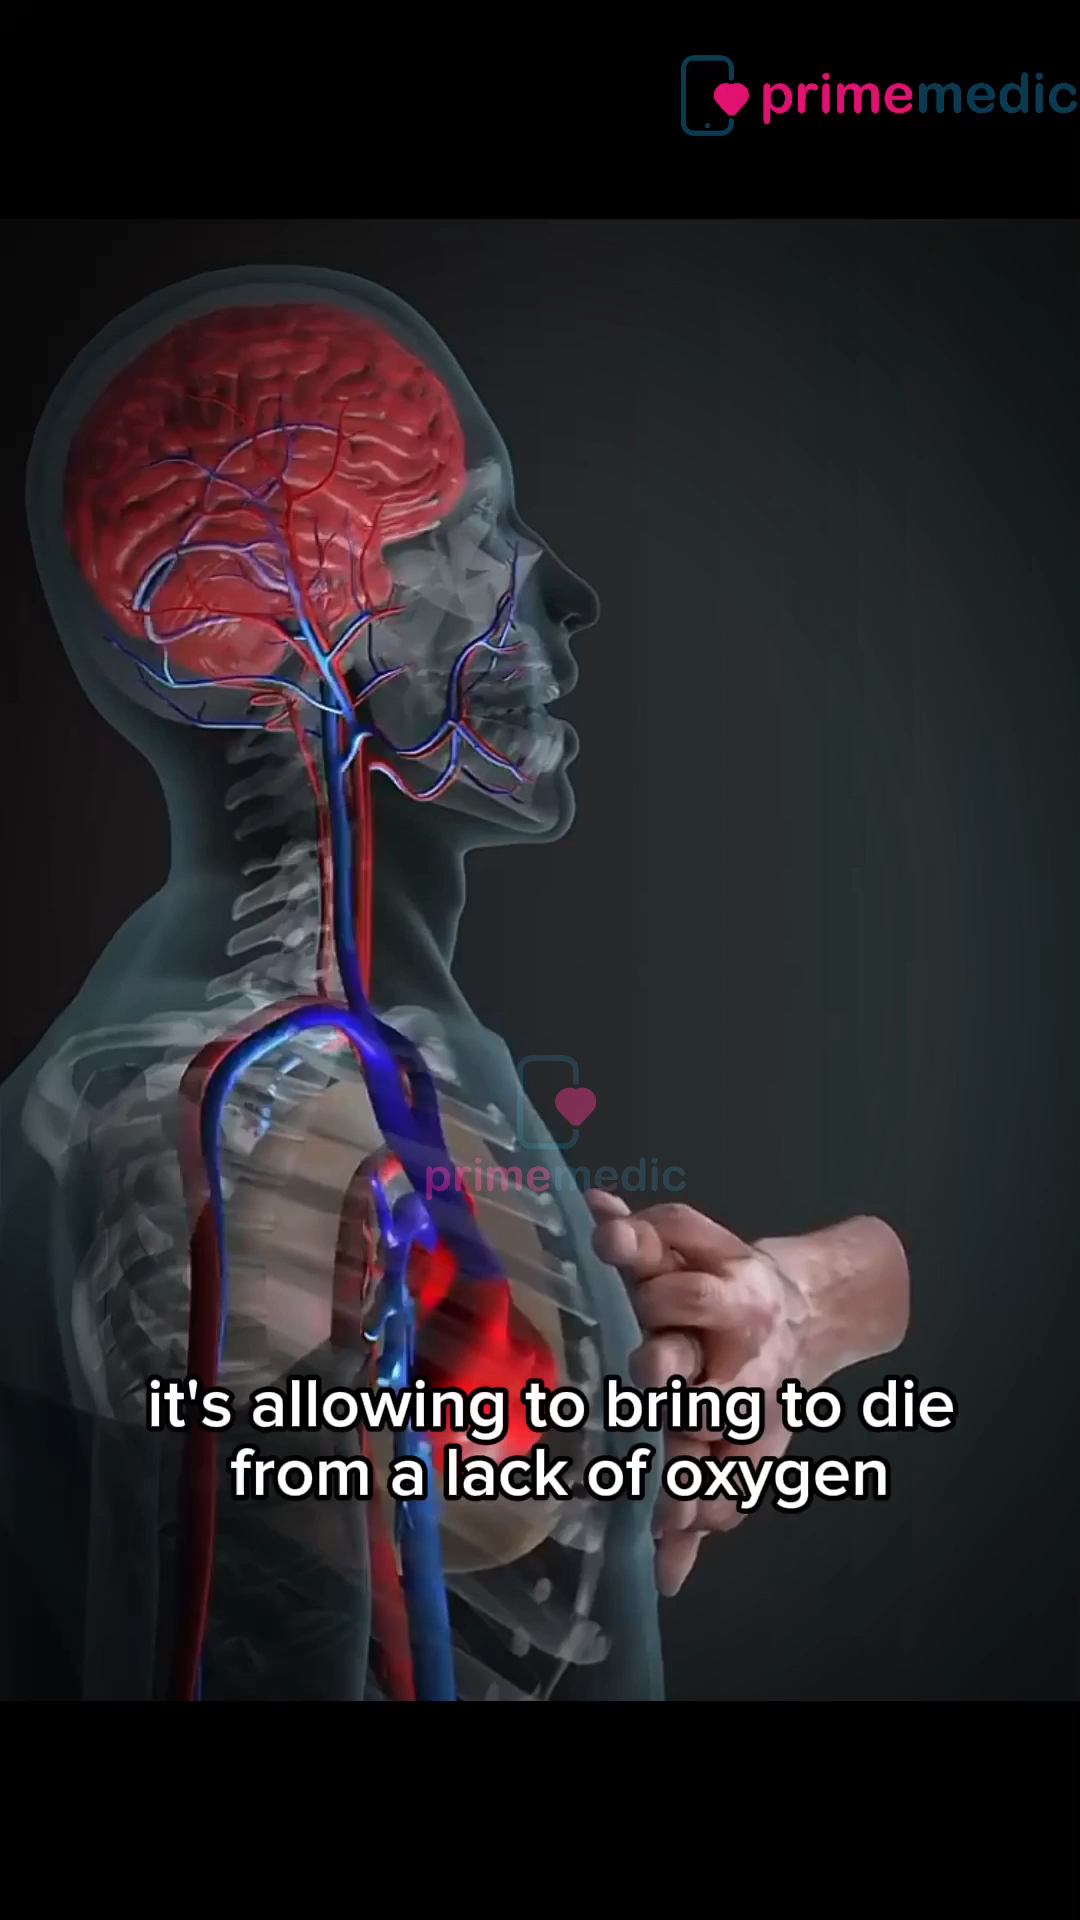 primemedic
primemedic
it's allowing to bring to die
from a lack of oxygen